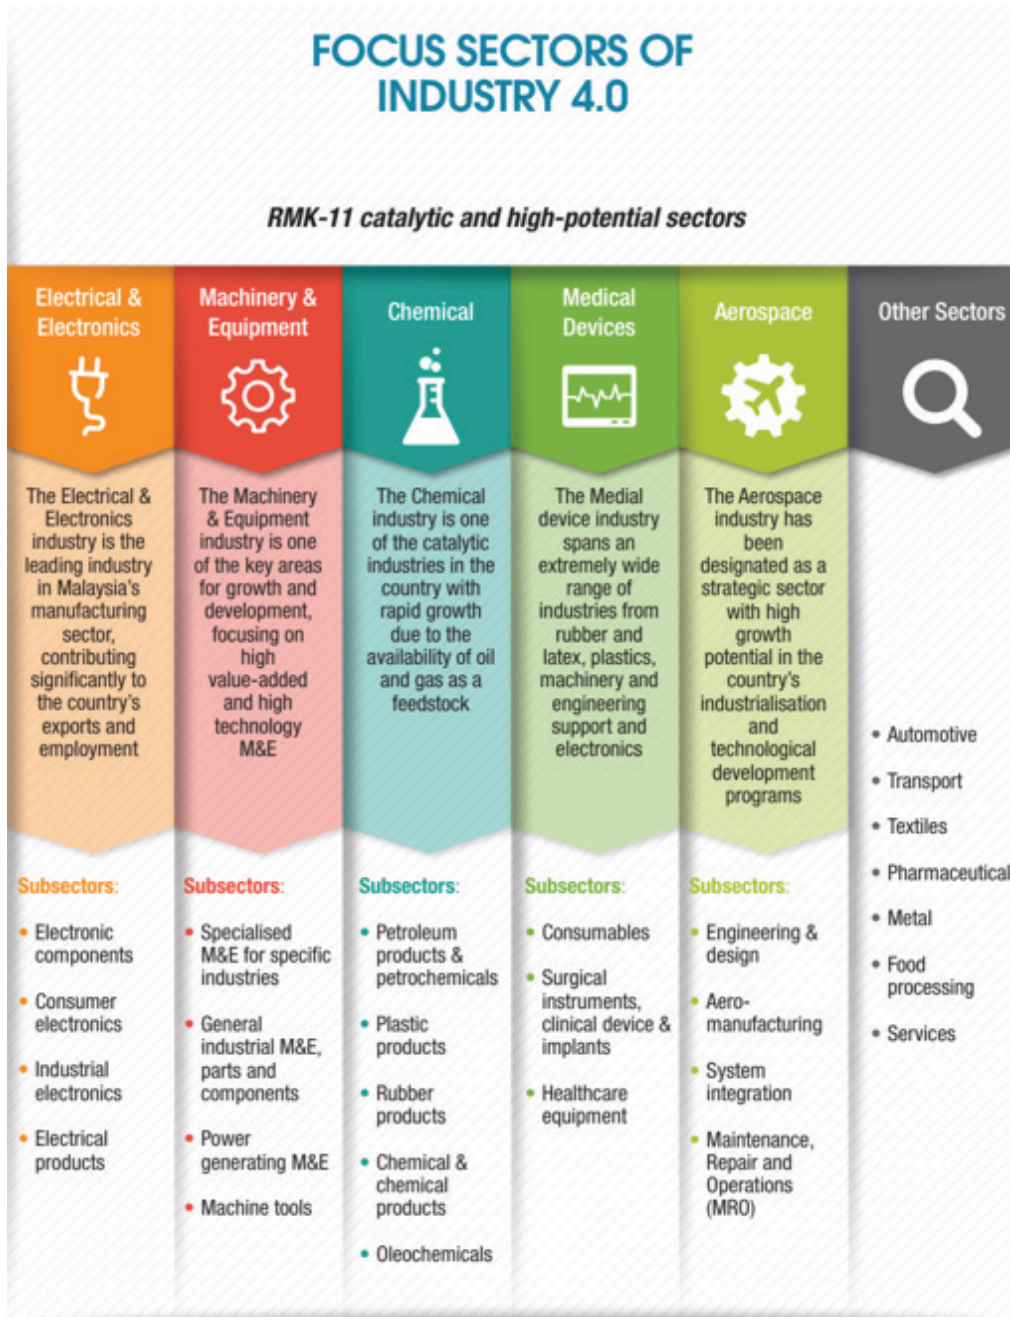 FOCUS SECTORS OF
INDUSTRY 4.0
RMK-11 catalytic and high-potential sectors
Electrical &
Electronics
The Electrical &
Electronics
industry is the
leading industry
in Malaysia's
manufacturing
sector,
contributing
significantly to
the country's
exports and
employment
Subsectors:
• Electronic
components
• Consumer
electronics
• Industrial
electronics
• Electrical
products
Machinery &
Equipment
The Machinery
& Equipment
industry is one
of the key areas
for growth and
development,
focusing on
high
value-added
and high
technology
M&E
Subsectors:
• Specialised
M&E for specific
industries
• General
industrial M&E,
parts and
components
• Power
generating M&E
• Machine tools
Chemical
The Chemical
industry is one
of the catalytic
industries in the
country with
rapid growth
due to the
availability of oil
and gas as a
feedstock
Subsectors:
• Petroleum
products &
petrochemicals
• Plastic
products
• Rubber
products
• Chemical &
chemical
products
• Oleochemicals
Medical
Devices
The Medial
device industry
spans an
extremely wide
range of
industries from
rubber and
latex, plastics,
machinery and
engineering
support and
electronics
Subsectors:
• Consumables
• Surgical
instruments,
clinical device &
implants
• Healthcare
equipment
Aerospace
The Aerospace
industry has
been
designated as a
strategic sector
with high
growth
potential in the
country's
industrialisation
and
technological
development
programs
Subsectors:
• Engineering &
design
• Aero-
manufacturing
• System
integration
• Maintenance,
Repair and
Operations
(MRO)
Other Sectors
• Automotive
• Transport
• Textiles
• Pharmaceutical
• Metal
• Food
processing
• Services